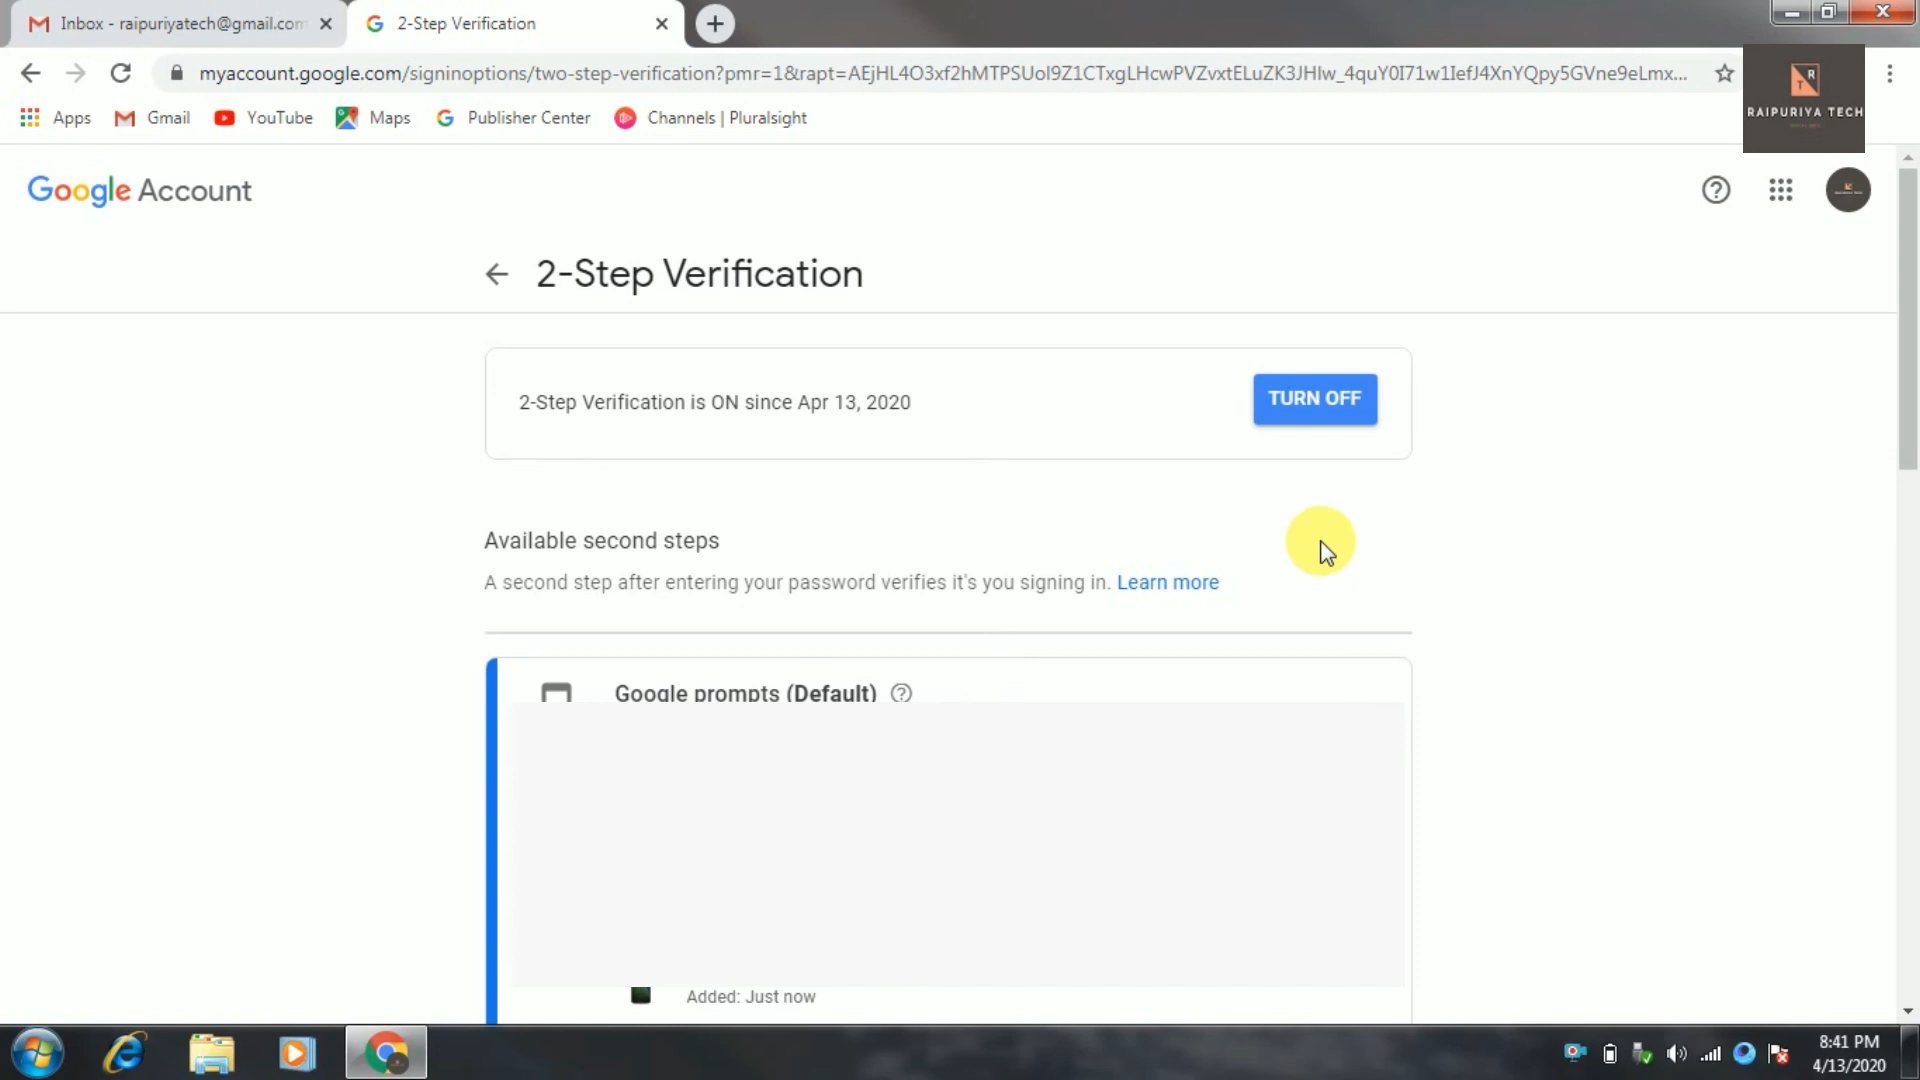 Inbox - raipuriyatech@gmail.com
2-Step Verification
myaccount.google.com/signinoptions/two-step-verification?pmr=1&rapt=AEjHL4O3xf2hMTPSUoI9Z1CTxgLHcwPVZvxtELuZK3JHIw_4quY0I71w1IefJ4XnYQpy5GVne9eLmx...
Apps
Gmail
YouTube
Maps
Publisher Center
Channels | Pluralsight
R
T
RAIPURIYA TECH
Google Account
2-Step Verification
2-Step Verification is ON since Apr 13, 2020
TURN OFF
Available second steps
A second step after entering your password verifies it's you signing in. Learn more
Google prompts (Default)
Added: Just now
8:41 PM
4/13/2020